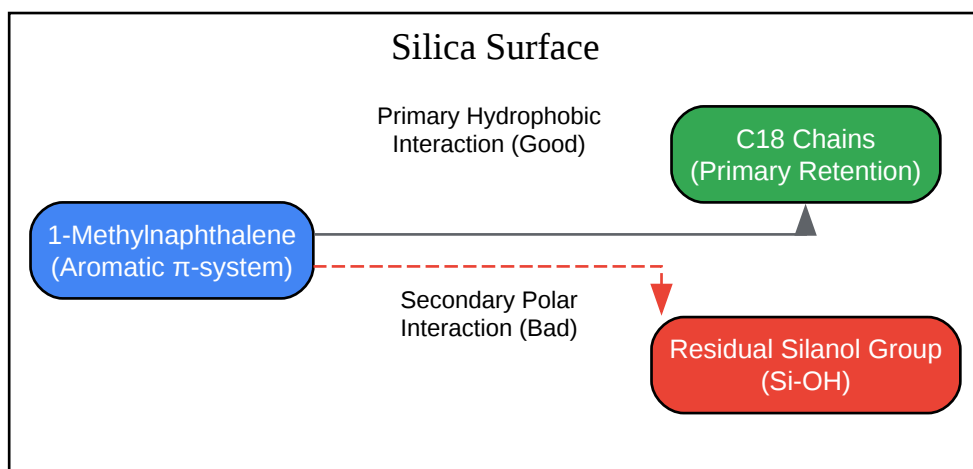 Silica Surface
Primary Hydrophobic
Interaction (Good)
C18 Chains
(Primary Retention)
1-Methylnaphthalene
(Aromatic π-system)
Secondary Polar
Interaction (Bad)
Residual Silanol Group
(Si-OH)